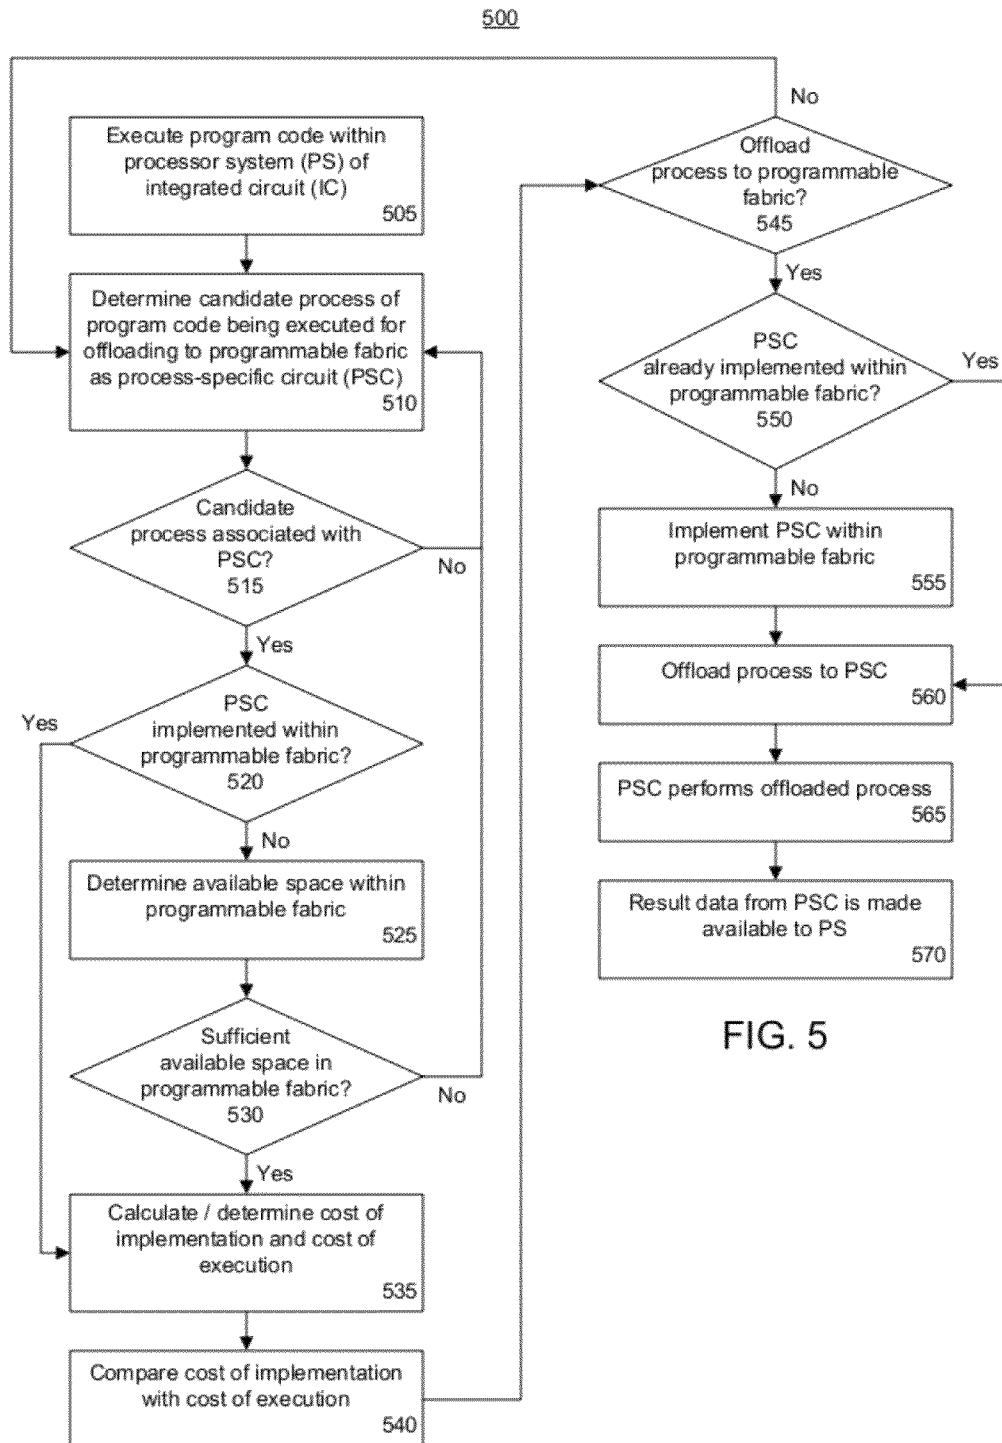 500
Execute program code within
processor system (PS) of
integrated circuit (IC)
505
Determine candidate process of
program code being executed for
offloading to programmable fabric
as process-specific circuit (PSC)
510
Candidate
process associated with
PSC?
515
No
Yes
PSC
implemented within
programmable fabric?
520
Yes
No
Determine available space within
programmable fabric
525
Sufficient
available space in
programmable fabric?
530
No
Yes
Calculate / determine cost of
implementation and cost of
execution
535
Compare cost of implementation
with cost of execution
540
No
Offload
process to programmable
fabric?
545
Yes
PSC
already implemented within
programmable fabric?
550
Yes
No
Implement PSC within
programmable fabric
555
Offload process to PSC
560
PSC performs offloaded process
565
Result data from PSC is made
available to PS
570
FIG. 5